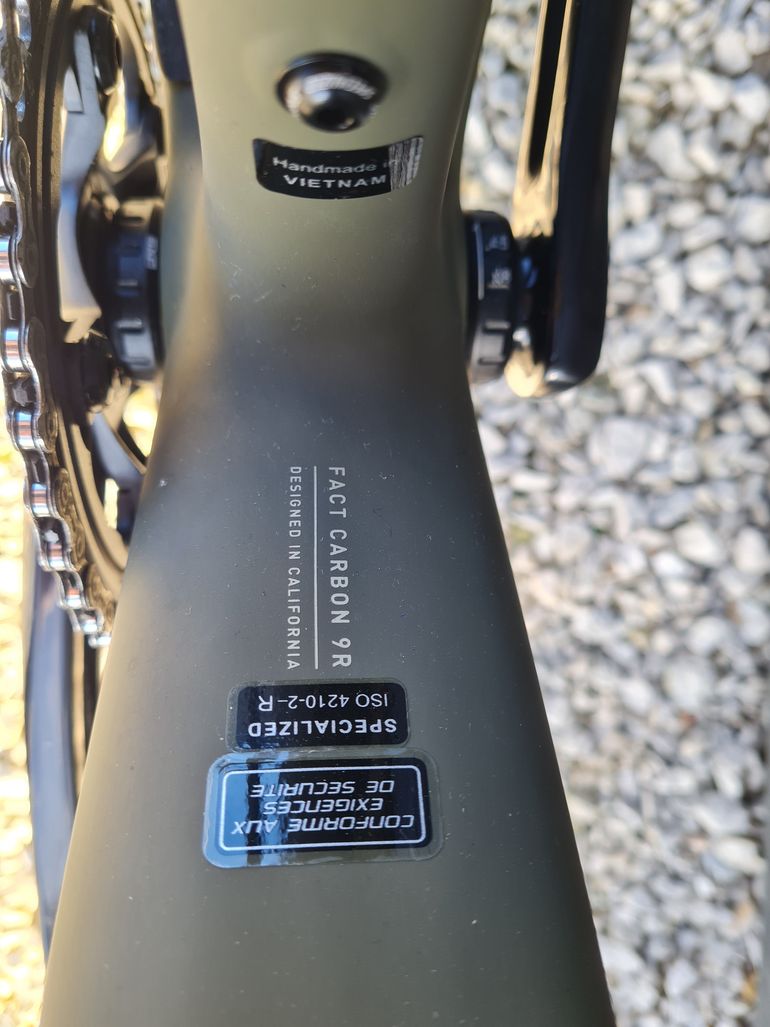 Handmade in
VIETNAM
FACT CARBON 9R
DESIGNED IN CALIFORNIA
SPECIALIZED
ISO 4210-2-R
CONFORME AUX
EXIGENCES
DE SECURITE